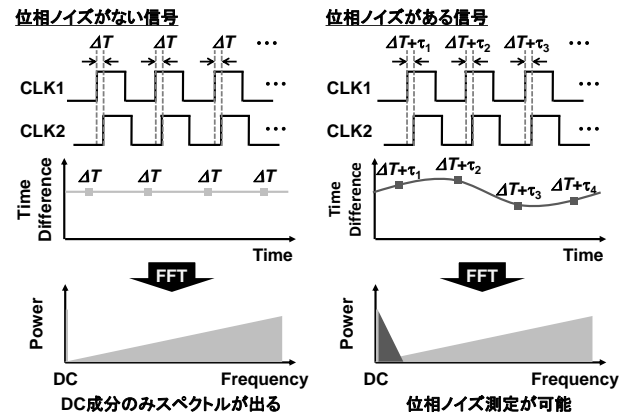 位相ノイズがない信号
ΔT ΔT ΔT ...
CLK1 ...
CLK2 ...
Time Difference
ΔT ΔT ΔT ΔT
Time
FFT
Power
DC Frequency
DC成分のみスペクトルが出る
位相ノイズがある信号
ΔT+τ1 ΔT+τ2 ΔT+τ3 ...
CLK1 ...
CLK2 ...
Time
Difference
ΔT+τ1 ΔT+τ2 ΔT+τ3 ΔT+τ4
Time
FFT
Power
DC Frequency
位相ノイズ測定が可能